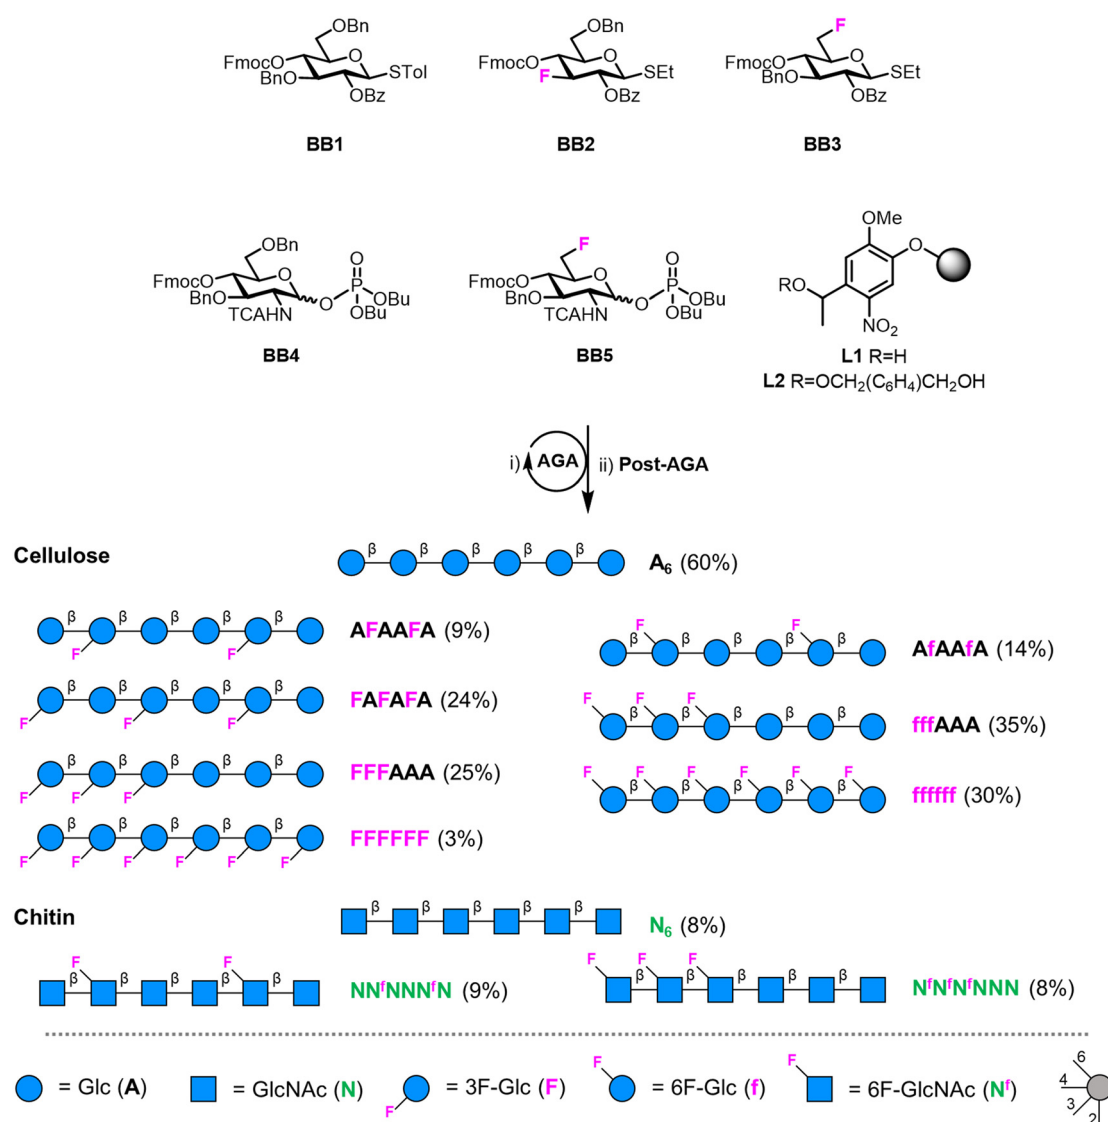 OBn
FmocO
O
STol
BnO
OBz
BB1
OBn
FmocO
O
SEt
F
OBz
BB2
F
FmocO
O
SEt
BnO
OBz
BB3
OBn
FmocO
O
O
P
OBu
OBu
BnO
TCAHN
O
BB4
F
FmocO
O
O
P
OBu
OBu
BnO
TCAHN
O
BB5
OMe
O
RO
NO₂
L1 R=H
L2 R=OCH₂(C₆H₄)CH₂OH
i) AGA ii) Post-AGA
Cellulose
β β β β β
A₆ (60%)
β β β β β
F F
AFAAFA (9%)
F F
β β β β β
AfAAfA (14%)
β β β β β
F F F
FAFAFA (24%)
F F F
β β β β β
fffAAA (35%)
β β β β β
F F F
FFFAAA (25%)
F F F F F F
β β β β β
ffffff (30%)
β β β β β
F F F F F F
FFFFFF (3%)
Chitin
β β β β β
N₆ (8%)
F F
β β β β β
NNᶠNNNᶠN (9%)
F F F
β β β β β
NᶠNᶠNᶠNNN (8%)
= Glc (A)
= GlcNAc (N)
F
= 3F-Glc (F)
F
= 6F-Glc (f)
F
= 6F-GlcNAc (Nᶠ)
6
4
3
2